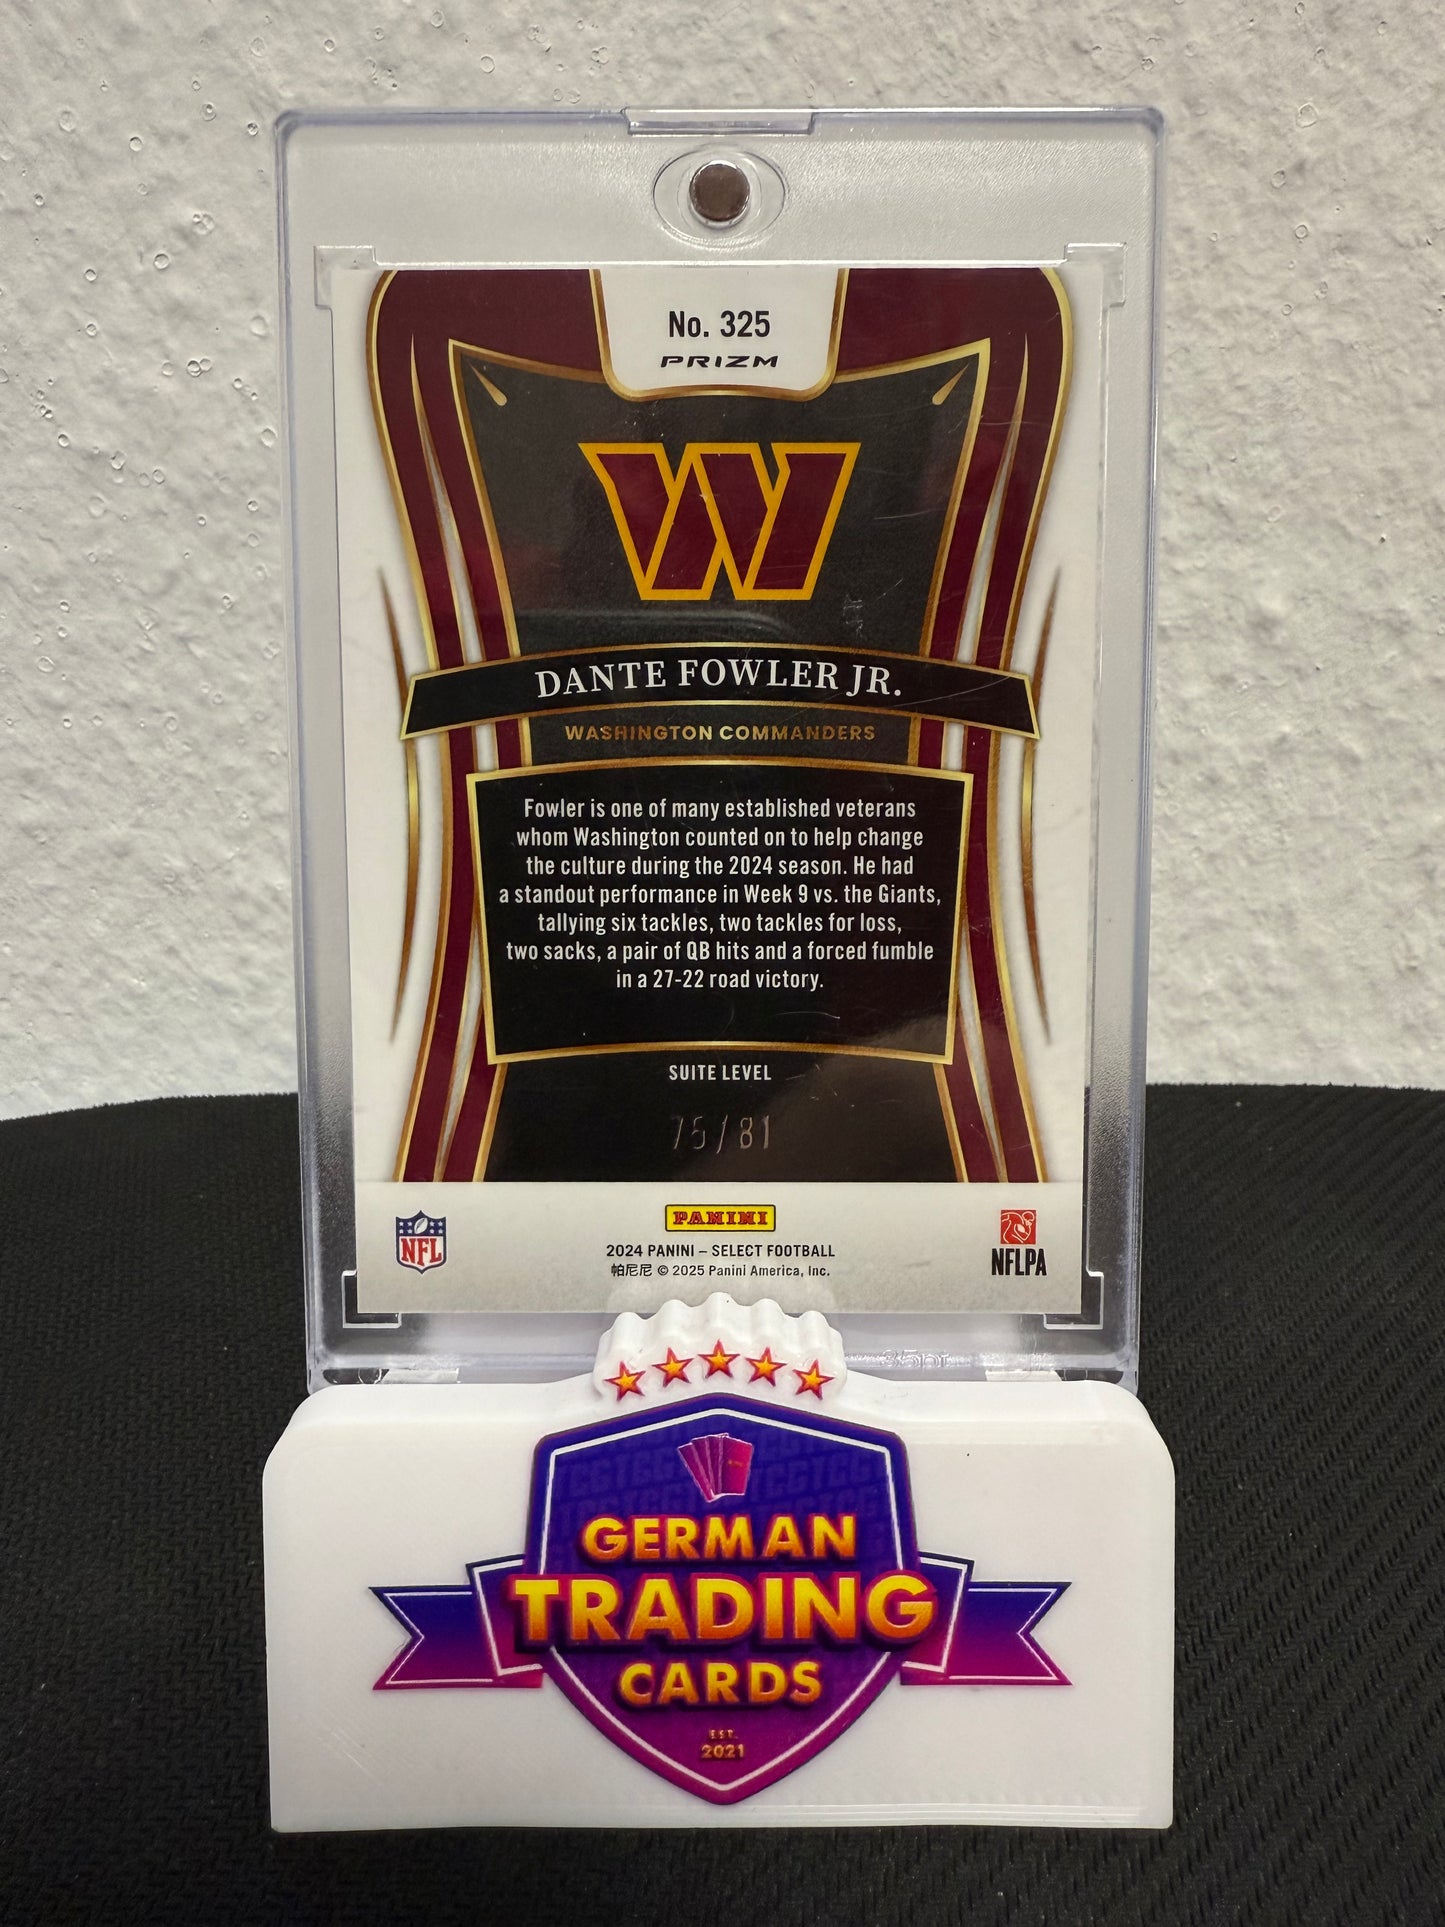 No. 325
PRIZM
W
DANTE FOWLER JR.
WASHINGTON COMMANDERS
Fowler is one of many established veterans
whom Washington counted on to help change
the culture during the 2024 season. He had
a standout performance in Week 9 vs. the Giants,
tallying six tackles, two tackles for loss,
two sacks, a pair of QB hits and a forced fumble
in a 27-22 road victory.
SUITE LEVEL
75/81
NFL
PANINI
2024 PANINI – SELECT FOOTBALL
帕尼尼 © 2025 Panini America, Inc.
NFLPA
35pt
GERMAN
TRADING
CARDS
EST.
2021